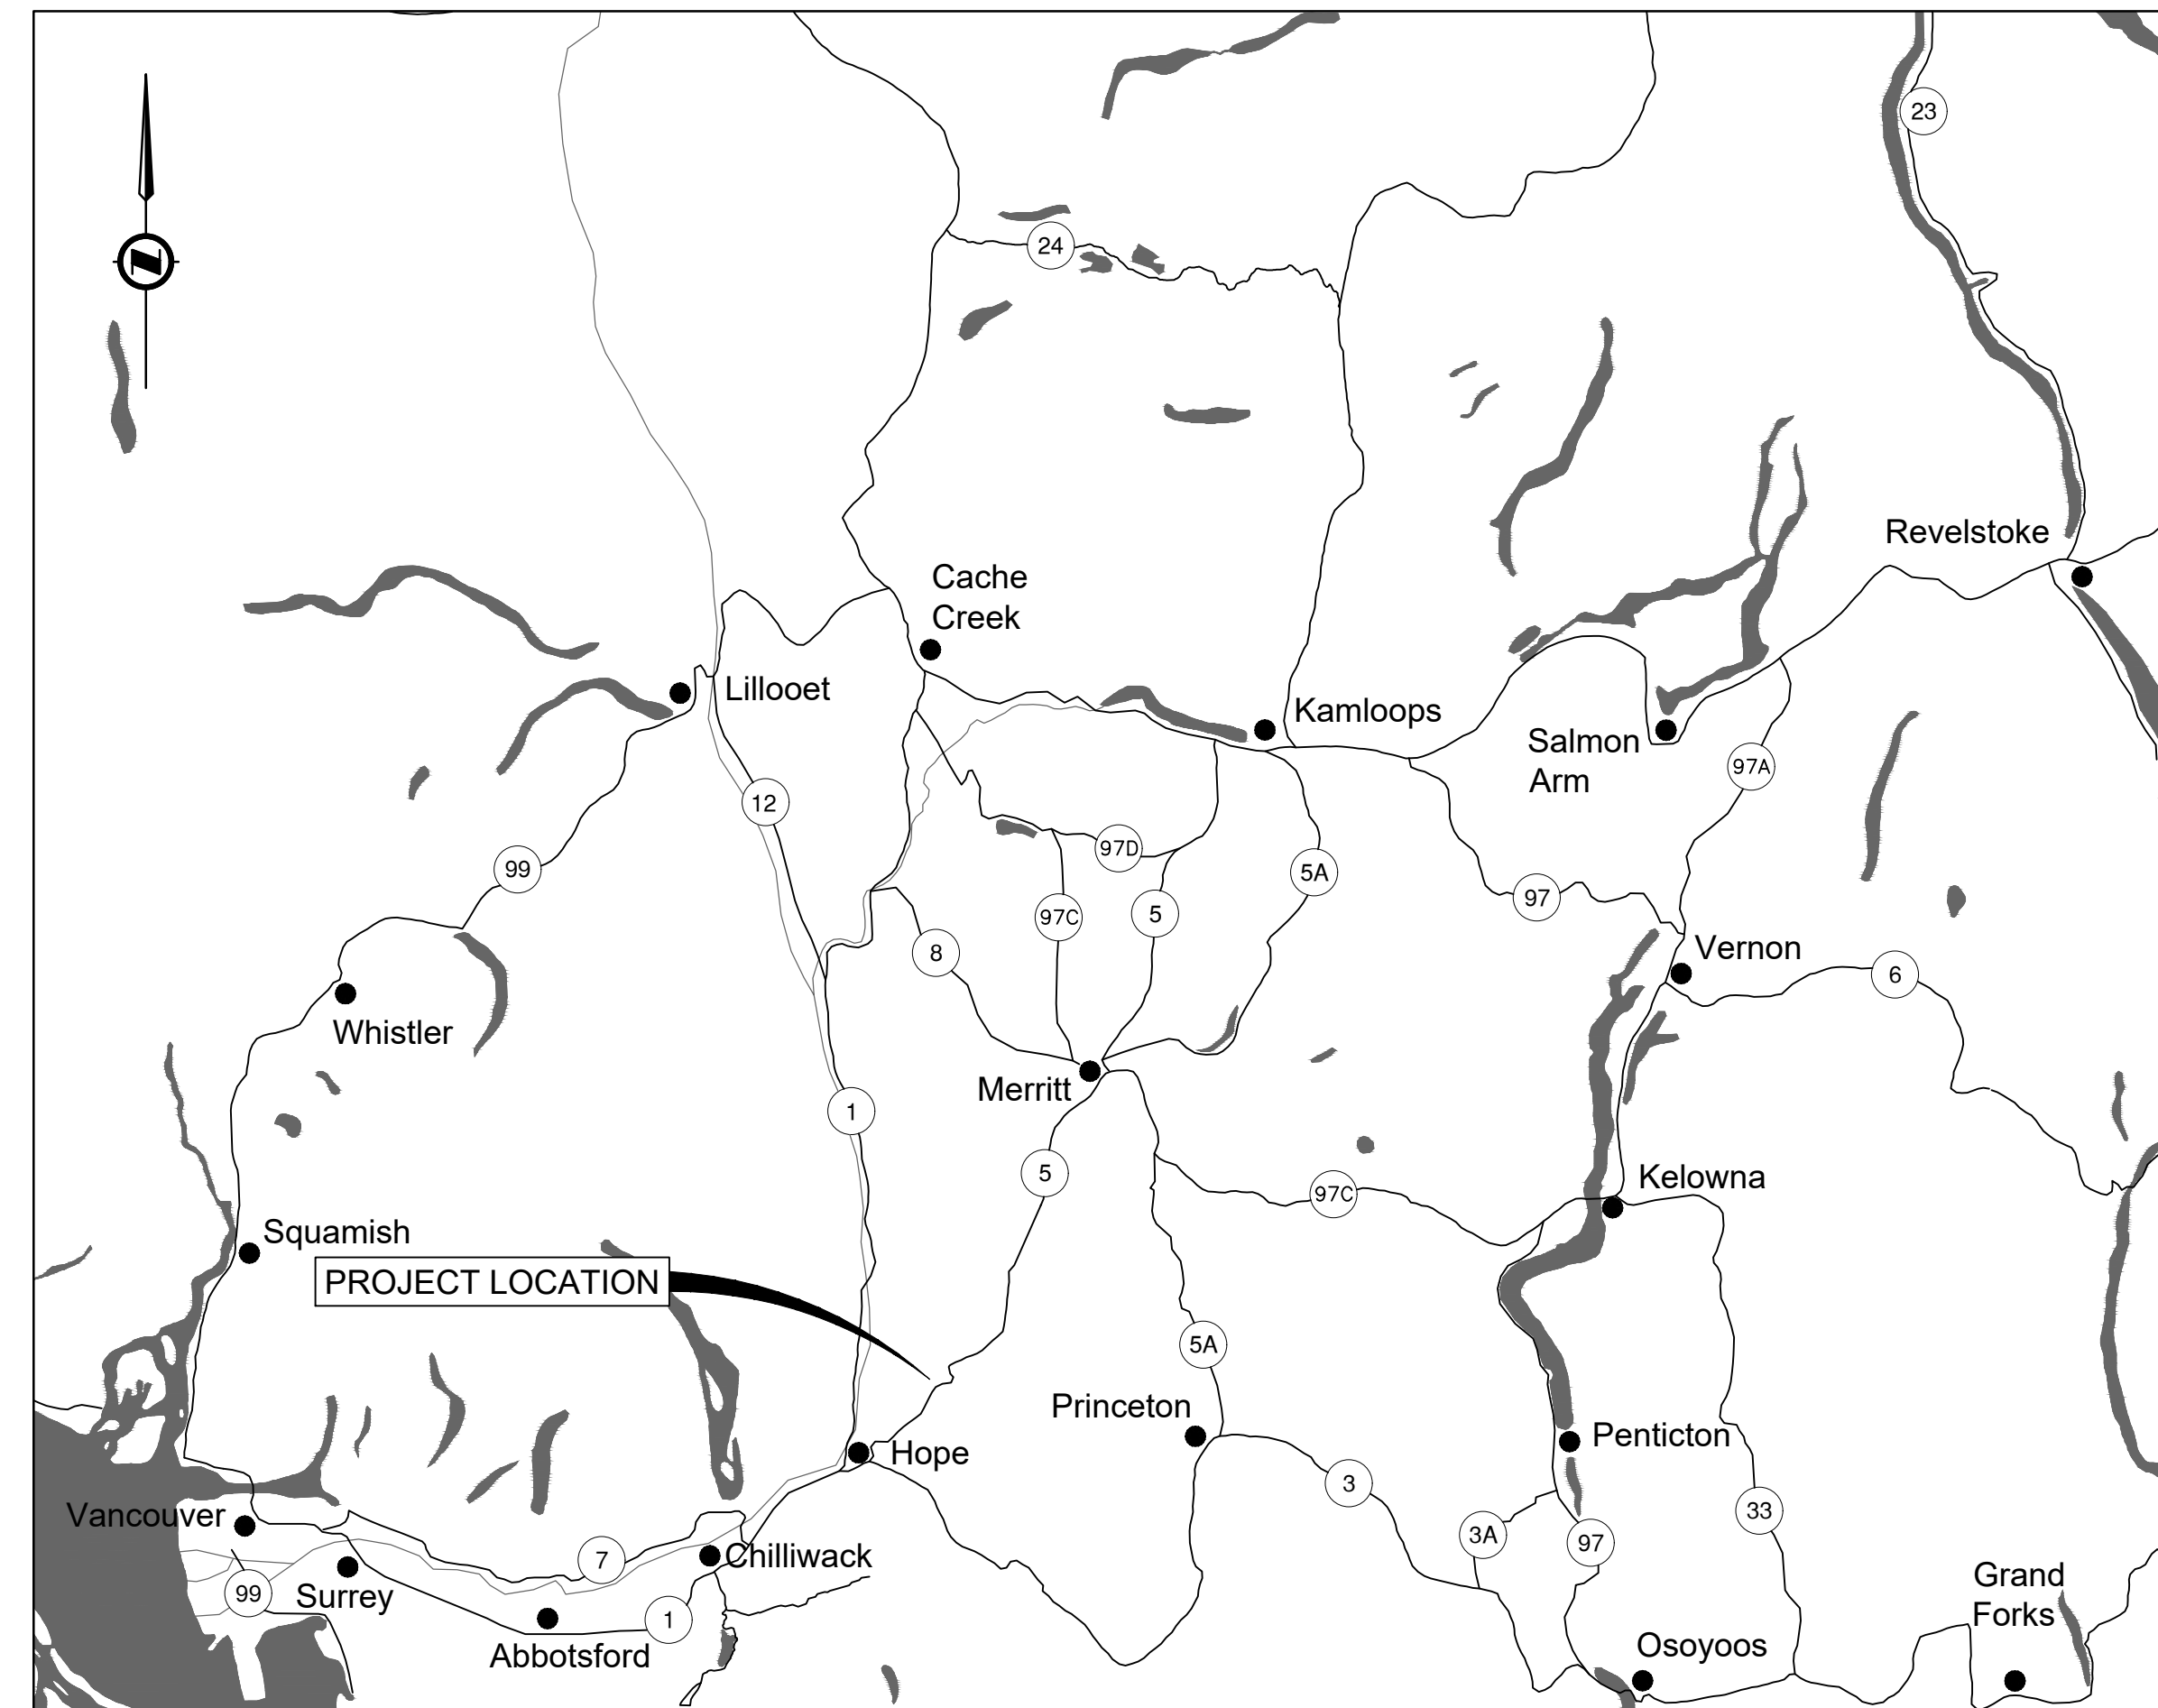 23
24
Revelstoke
Cache
Creek
Lillooet
Kamloops
Salmon
Arm
97A
12
97D
99
5A
97
97C
5
8
Vernon
6
Whistler
Merritt
1
5
Kelowna
97C
Squamish
PROJECT LOCATION
5A
Princeton
Penticton
Hope
3
33
Vancouver
3A
97
7
Chilliwack
99
Surrey
1
Grand
Forks
Abbotsford
Osoyoos